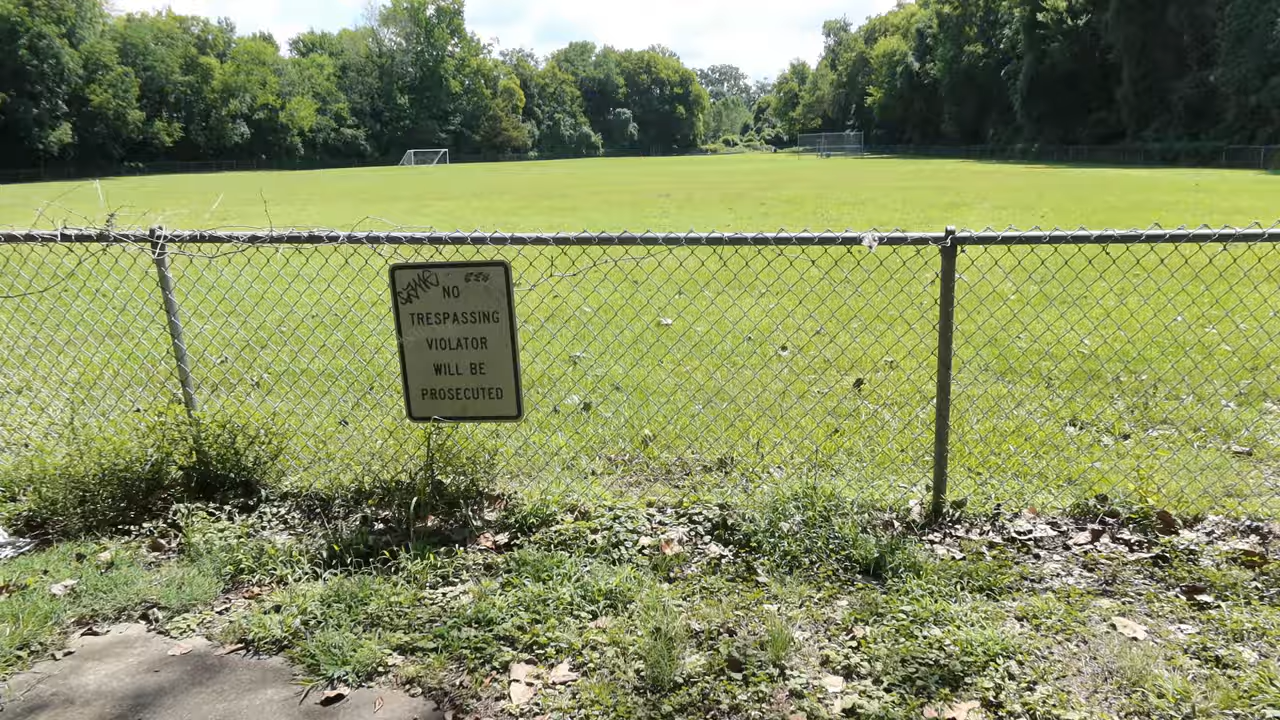 NO
TRESPASSING
VIOLATOR
WILL BE
PROSECUTED